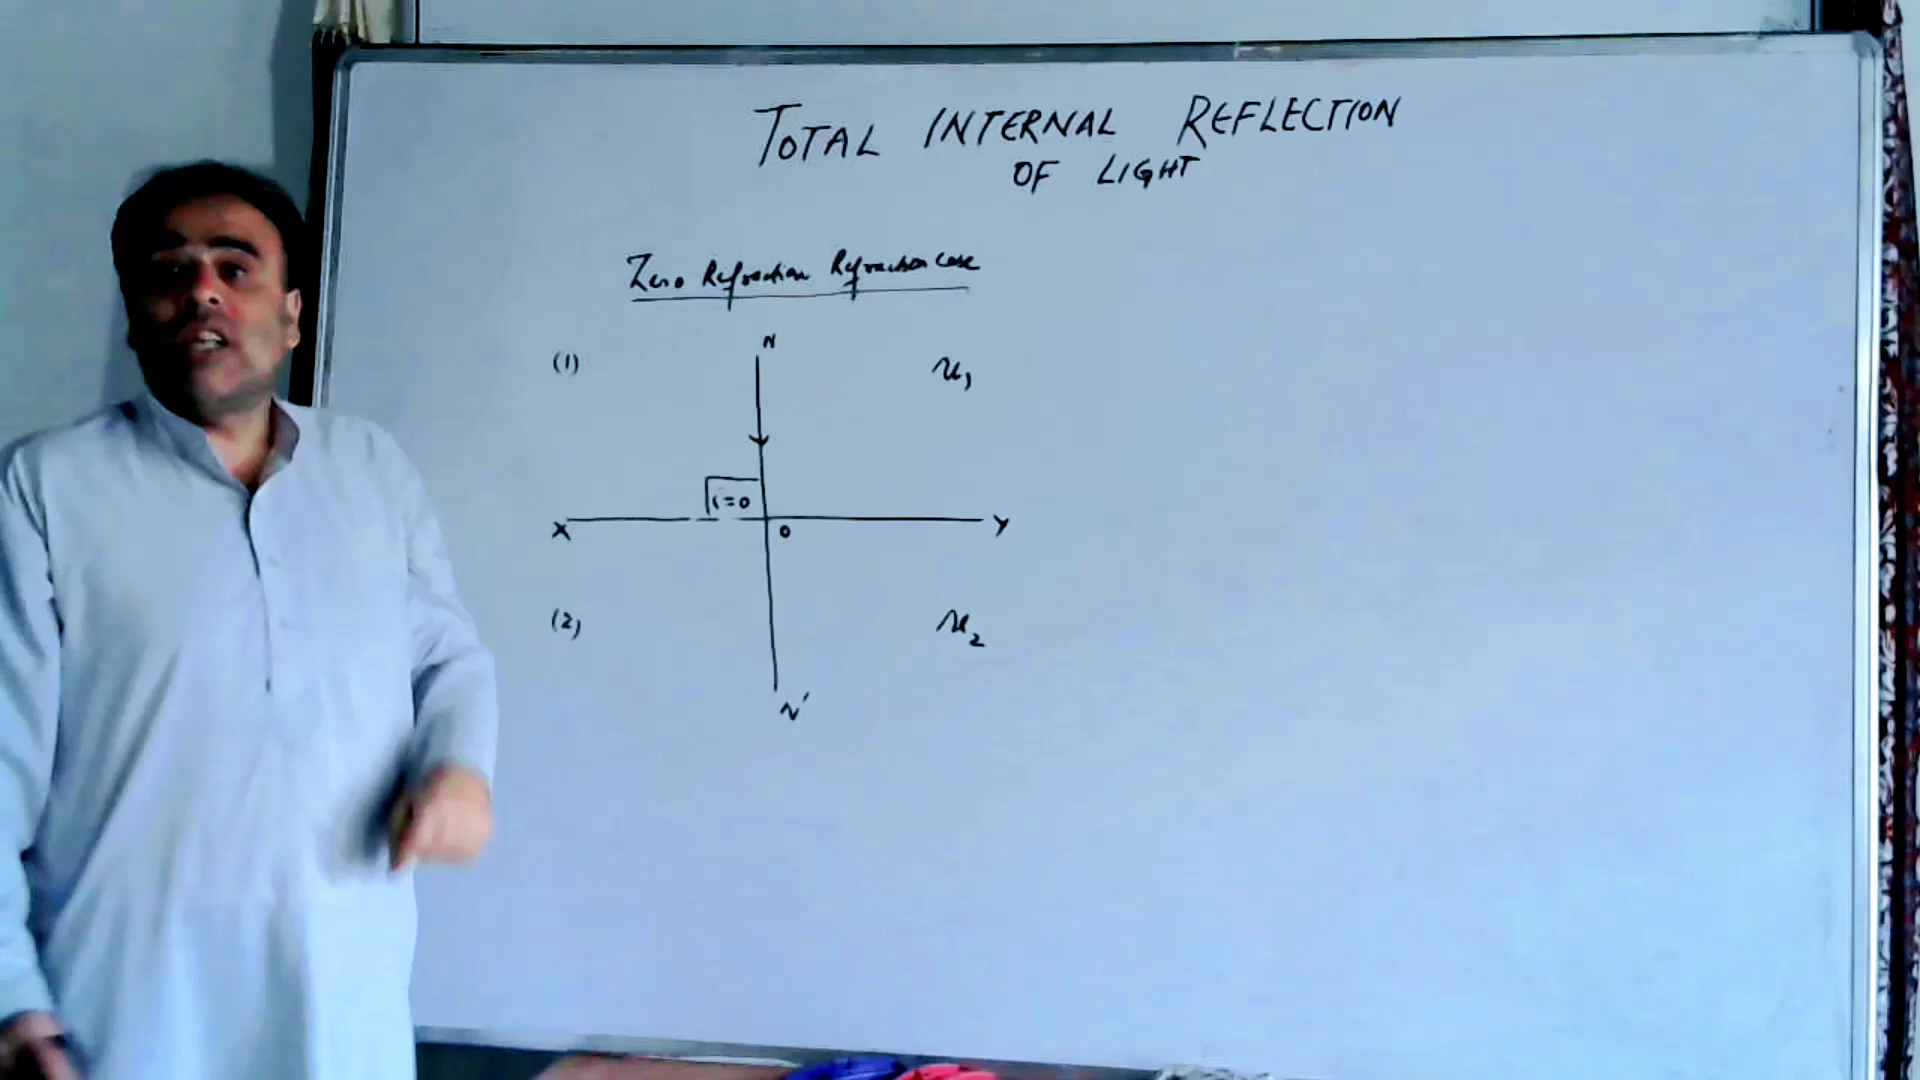 TOTAL INTERNAL REFLECTION
OF LIGHT
Zero Refraction Refraction Case
N
(1)
μ₁
i=0
X
O
Y
(2)
μ₂
N'